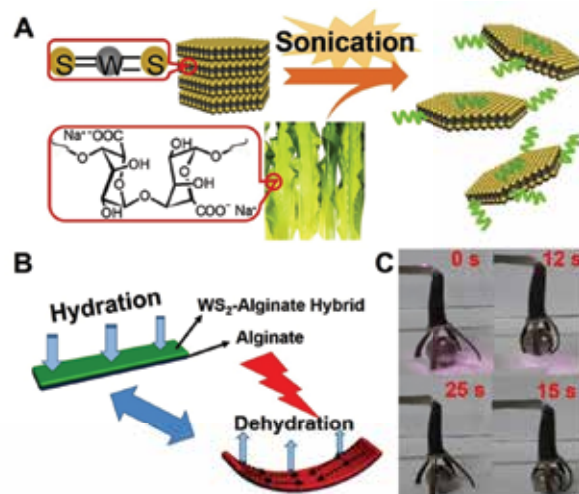 A
S=W=S
Sonication
Na⁺⁻OOC
O
OH
O
OH
O
OH
O
OH
COO⁻ Na⁺
B
Hydration
WS₂-Alginate Hybrid
Alginate
Dehydration
C
0 s
12 s
25 s
15 s